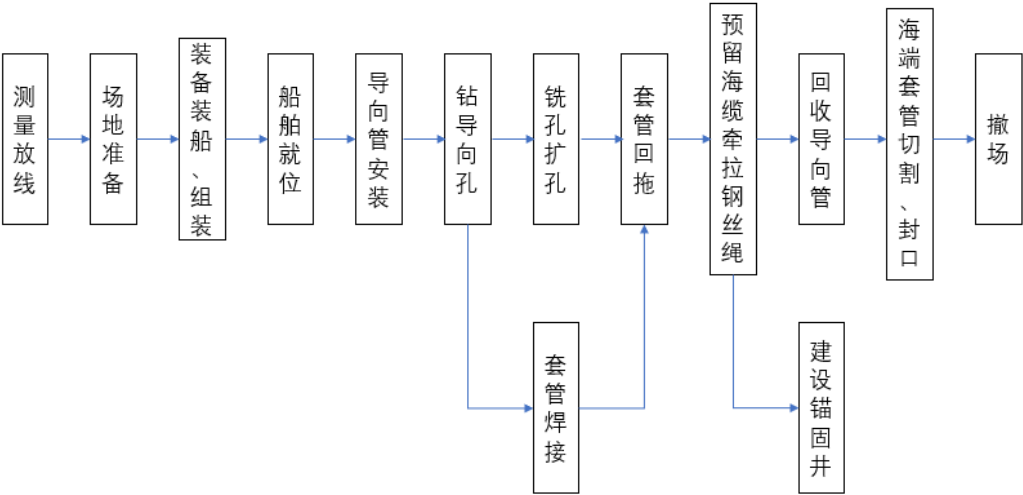 测量放线
场地准备
装备装船、组装
船舶就位
导向管安装
钻导向孔
铣孔扩孔
套管回拖
预留海缆牵拉钢丝绳
回收导向管
海端套管切割、封口
撤场
套管焊接
建设锚固井